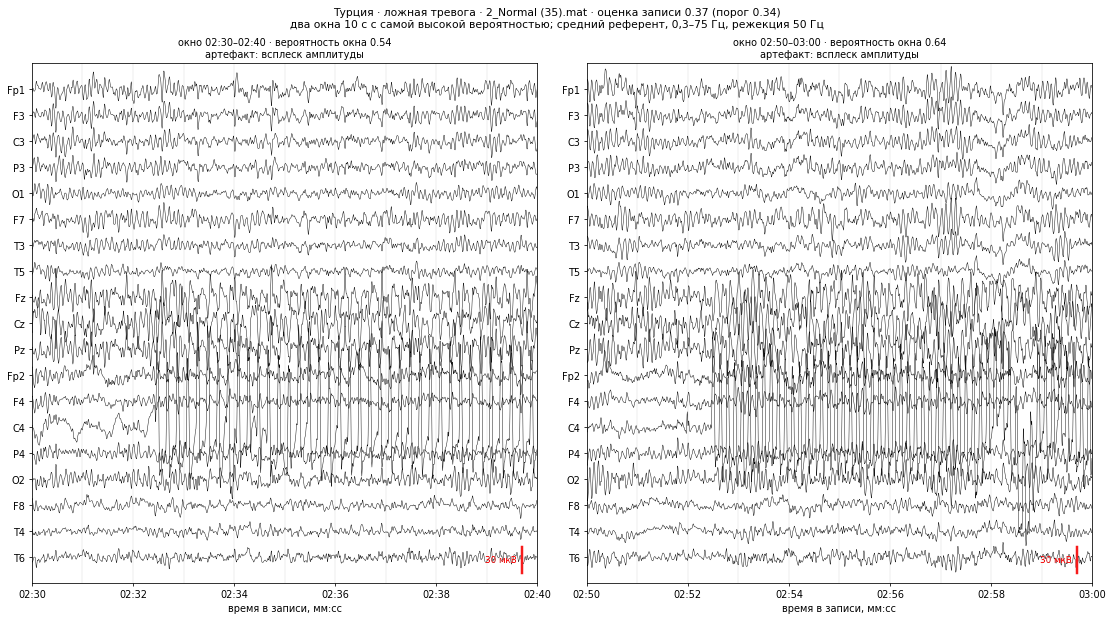 Турция · ложная тревога · 2_Normal (35).mat · оценка записи 0.37 (порог 0.34)
два окна 10 с с самой высокой вероятностью; средний референт, 0,3–75 Гц, режекция 50 Гц
окно 02:30–02:40 · вероятность окна 0.54
артефакт: всплеск амплитуды
Fp1
F3
C3
P3
O1
F7
T3
T5
Fz
Cz
Pz
Fp2
F4
C4
P4
O2
F8
T4
T6
50 мкВ
02:30 02:32 02:34 02:36 02:38 02:40
время в записи, мм:сс
окно 02:50–03:00 · вероятность окна 0.64
артефакт: всплеск амплитуды
Fp1
F3
C3
P3
O1
F7
T3
T5
Fz
Cz
Pz
Fp2
F4
C4
P4
O2
F8
T4
T6
50 мкВ
02:50 02:52 02:54 02:56 02:58 03:00
время в записи, мм:сс